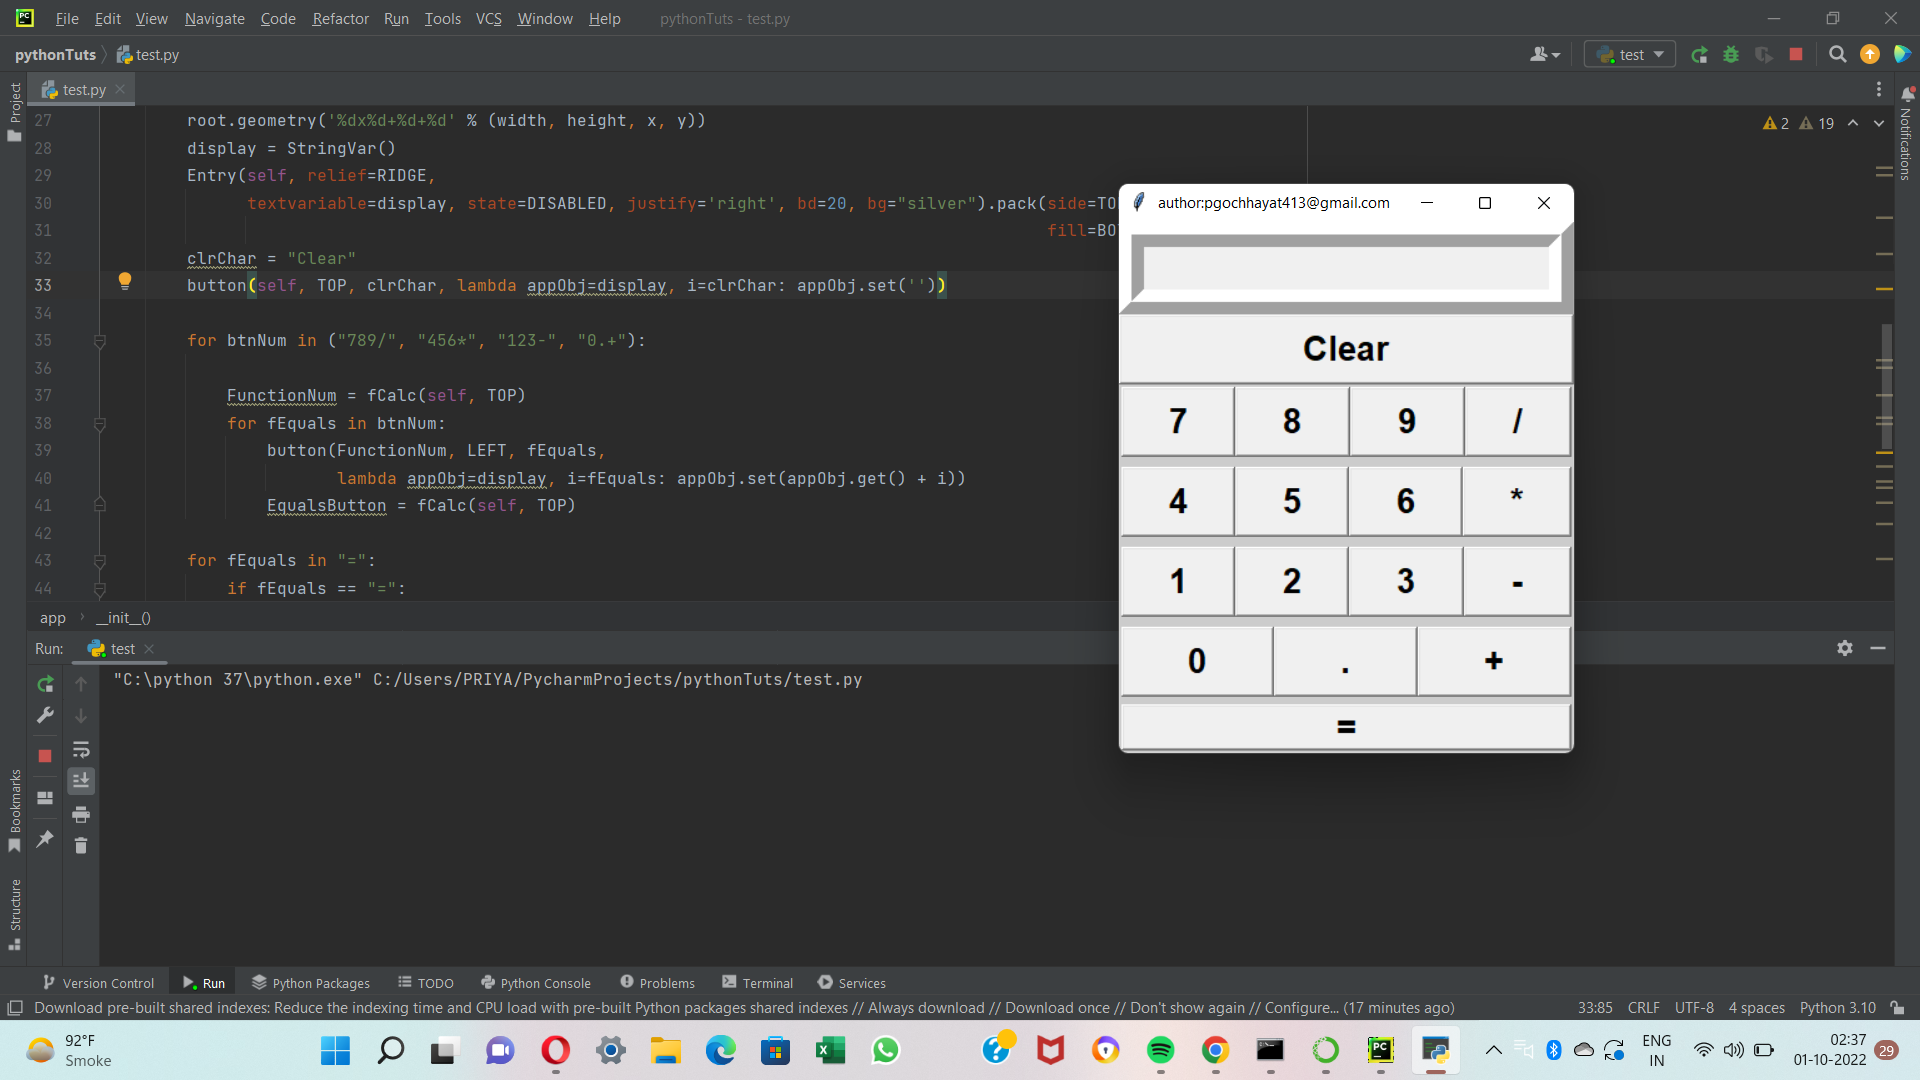 File Edit View Navigate Code Refactor Run Tools VCS Window Help pythonTuts - test.py
pythonTuts test.py
test
Project
test.py
Notifications
2 19
27 root.geometry('%dx%d+%d+%d' % (width, height, x, y))
28 display = StringVar()
29 Entry(self, relief=RIDGE,
30 textvariable=display, state=DISABLED, justify='right', bd=20, bg="silver").pack(side=TO
31 fill=BO
32 clrChar = "Clear"
33 button(self, TOP, clrChar, lambda appObj=display, i=clrChar: appObj.set(''))
34
35 for btnNum in ("789/", "456*", "123-", "0.+"):
36
37 FunctionNum = fCalc(self, TOP)
38 for fEquals in btnNum:
39 button(FunctionNum, LEFT, fEquals,
40 lambda appObj=display, i=fEquals: appObj.set(appObj.get() + i))
41 EqualsButton = fCalc(self, TOP)
42
43 for fEquals in "=":
44 if fEquals == "=":
app __init__()
author:pgochhayat413@gmail.com
Clear
7 8 9 /
4 5 6 *
1 2 3 -
0 . +
=
Run: test
"C:\python 37\python.exe" C:/Users/PRIYA/PycharmProjects/pythonTuts/test.py
Bookmarks
Structure
Version Control Run Python Packages TODO Python Console Problems Terminal Services
Download pre-built shared indexes: Reduce the indexing time and CPU load with pre-built Python packages shared indexes // Always download // Download once // Don't show again // Configure... (17 minutes ago) 33:85 CRLF UTF-8 4 spaces Python 3.10
92°F
Smoke
ENG
IN
02:37
01-10-2022
29